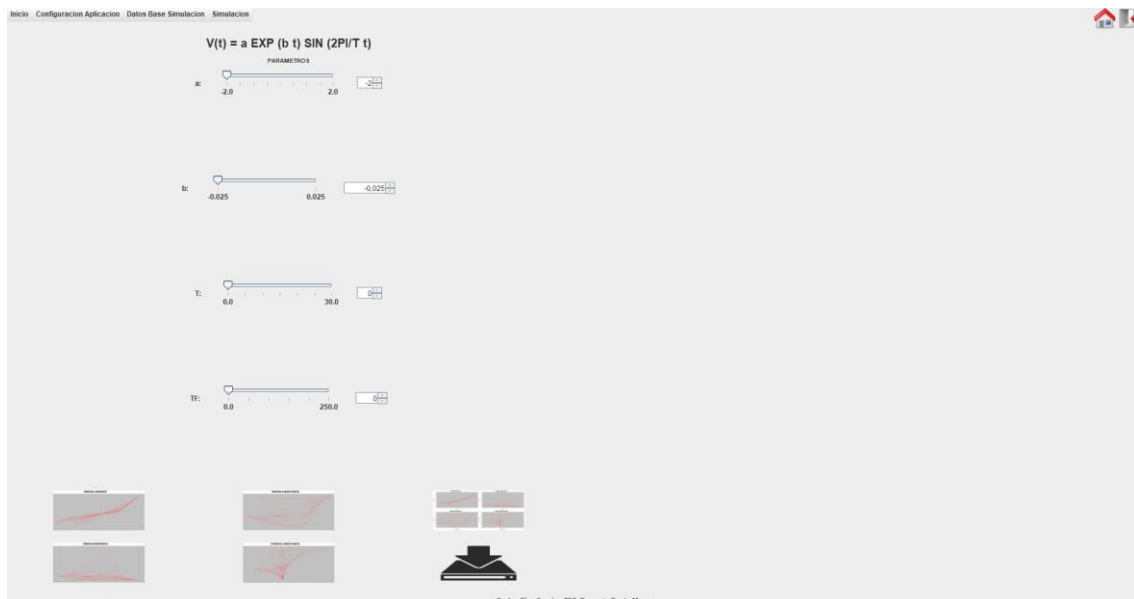 Inicio Configuracion Aplicacion Datos Base Simulacion Simulacion
V(t) = a EXP (b t) SIN (2PI/T t)
PARAMETROS
a:
-2.0 2.0
-2
b:
-0.025 0.025
-0,025
T:
0.0 30.0
0
TF:
0.0 250.0
0